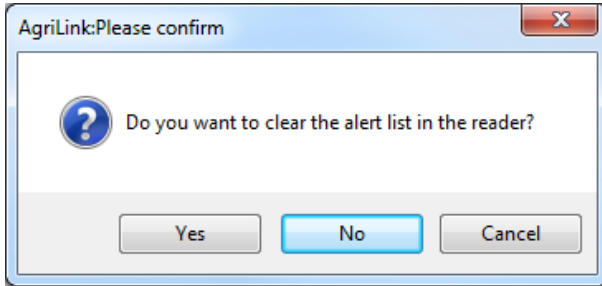 AgriLink:Please confirm
Do you want to clear the alert list in the reader?
Yes No Cancel